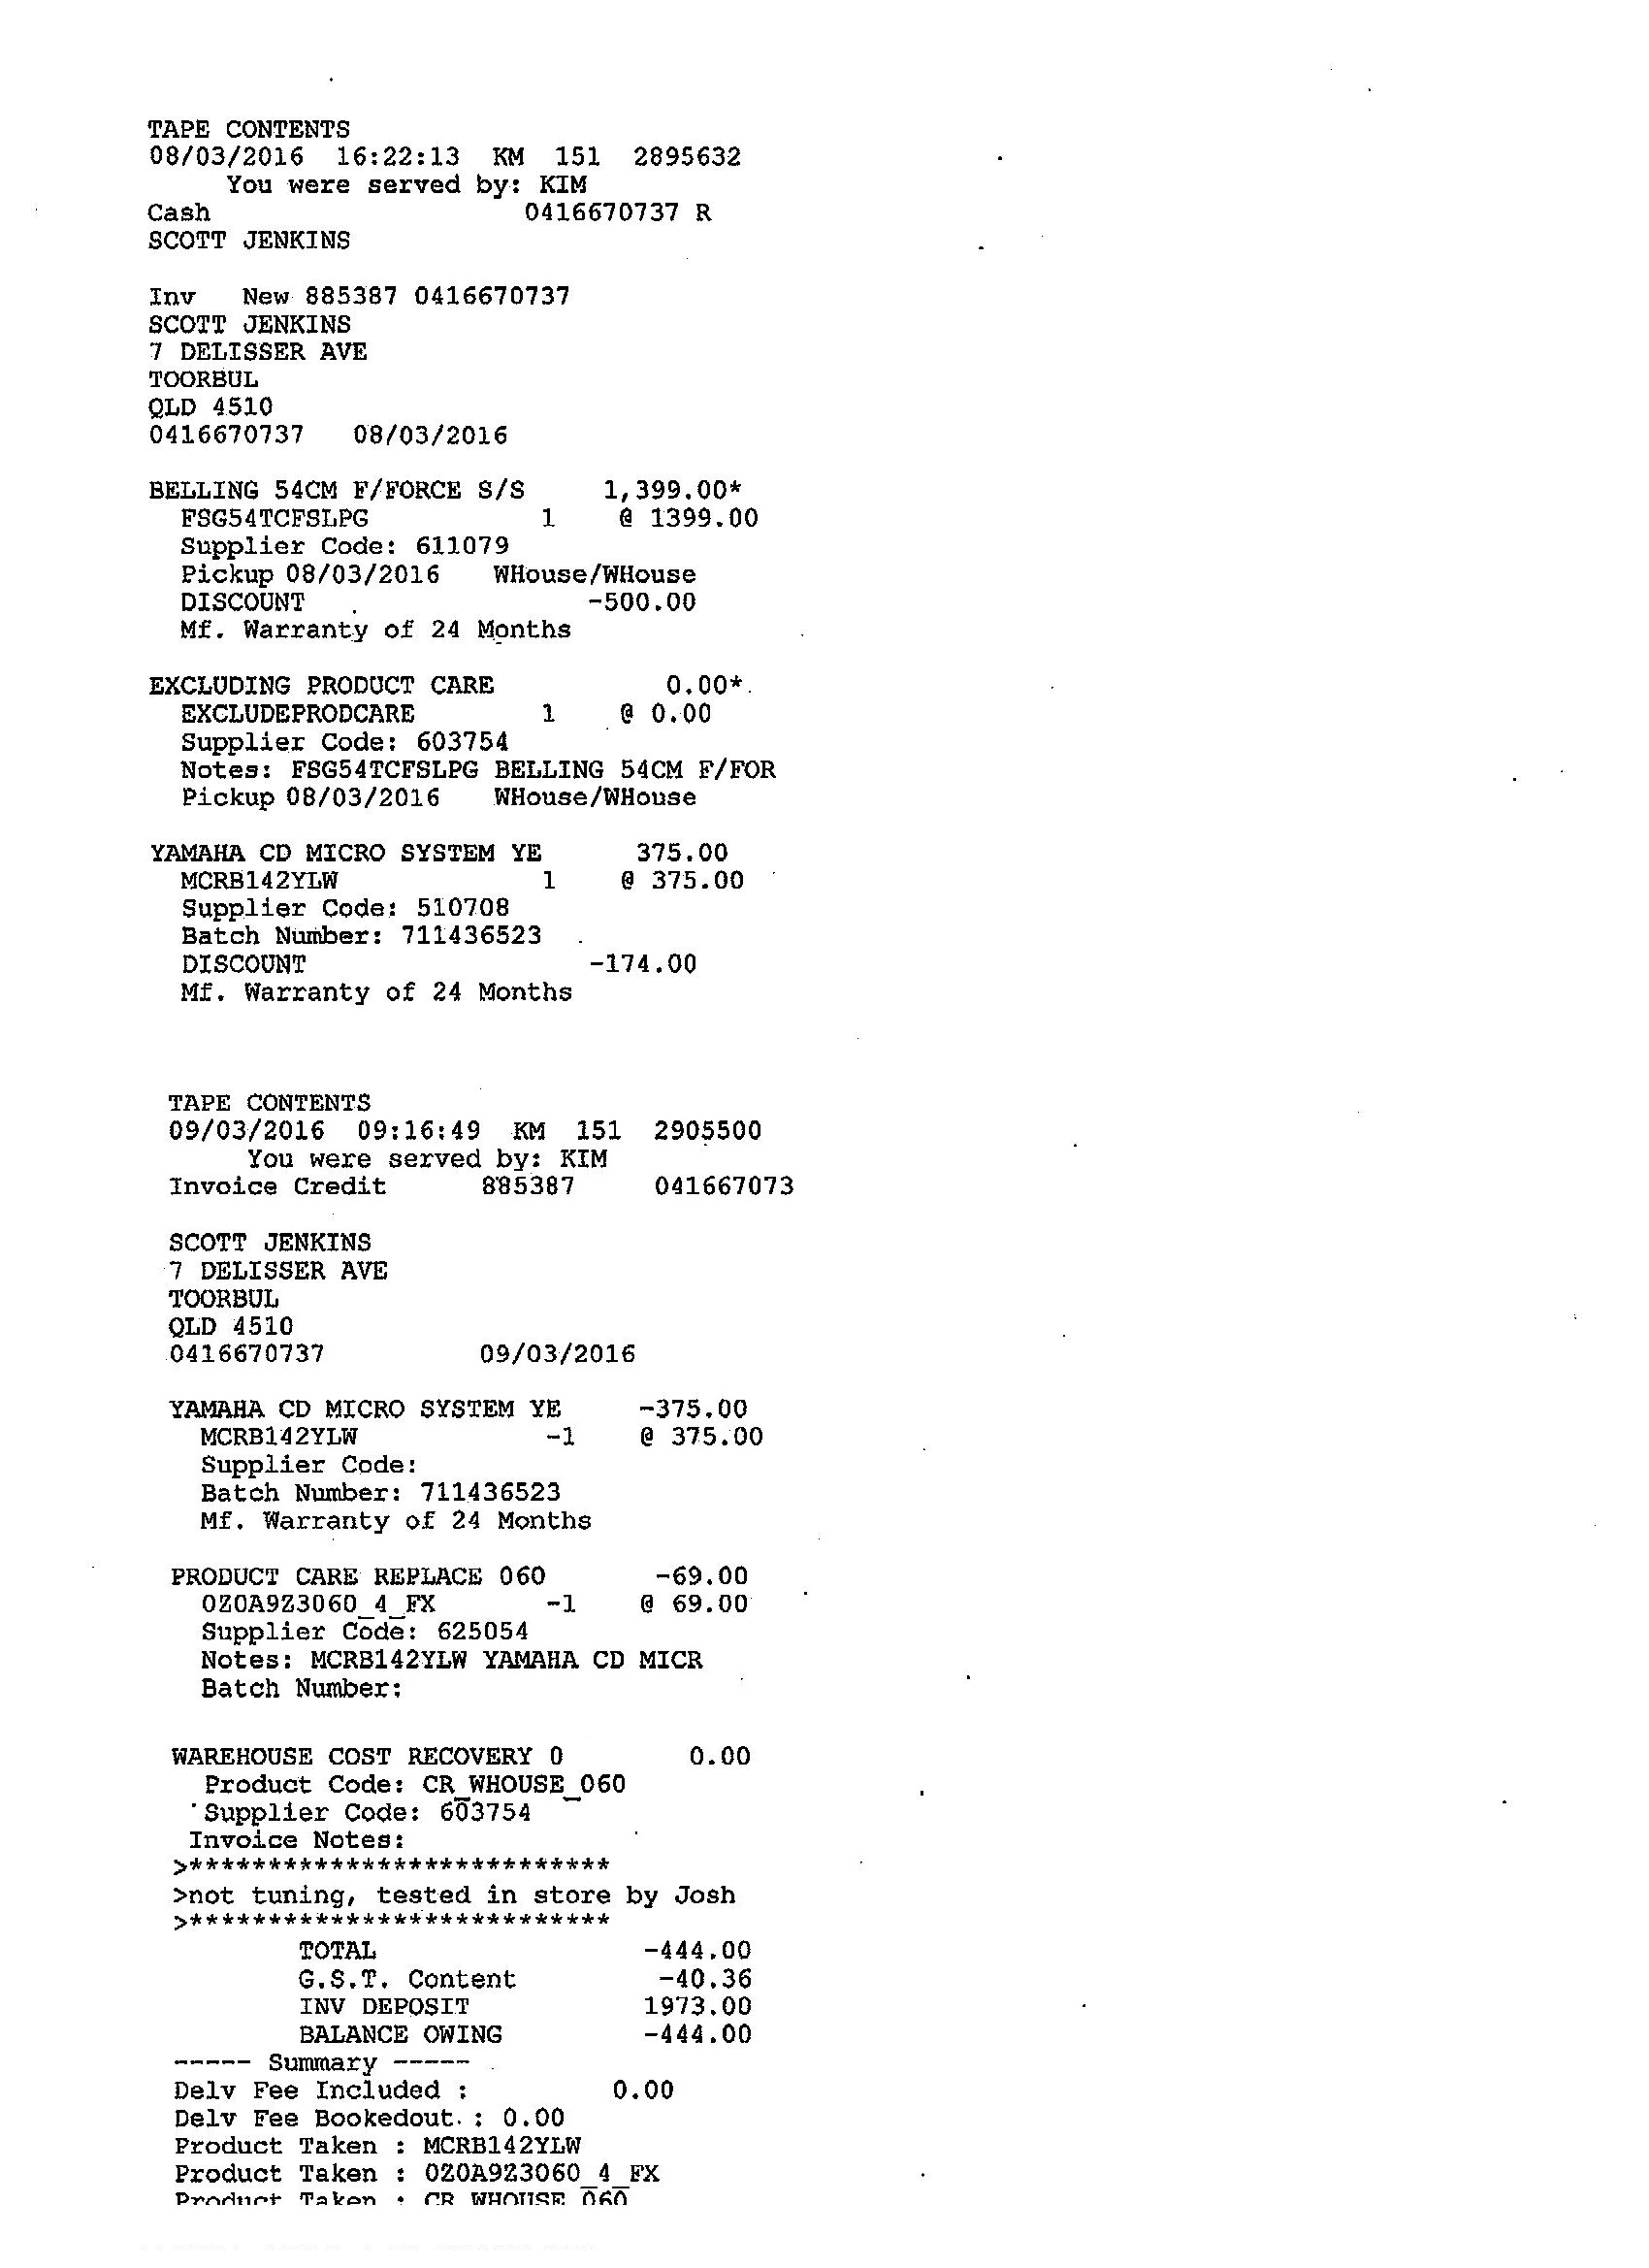 TAPE CONTENTS
08/03/2016 16:22:13 KM 151 2895632
You were served by: KIM
Cash 0416670737 R
SCOTT JENKINS
Inv New 885387 0416670737
SCOTT JENKINS
7 DELISSER AVE
TOORBUL
QLD 4510
0416670737 08/03/2016
BELLING 54CM F/FORCE S/S 1,399.00*
FSG54TCFSLPG 1 @ 1399.00
Supplier Code: 611079
Pickup 08/03/2016 WHouse/WHouse
DISCOUNT -500.00
Mf. Warranty of 24 Months
EXCLUDING PRODUCT CARE 0.00*
EXCLUDEPRODCARE 1 @ 0.00
Supplier Code: 603754
Notes: FSG54TCFSLPG BELLING 54CM F/FOR
Pickup 08/03/2016 WHouse/WHouse
YAMAHA CD MICRO SYSTEM YE 375.00
MCRB142YLW 1 @ 375.00
Supplier Code: 510708
Batch Number: 711436523
DISCOUNT -174.00
Mf. Warranty of 24 Months
TAPE CONTENTS
09/03/2016 09:16:49 KM 151 2905500
You were served by: KIM
Invoice Credit 885387 041667073
SCOTT JENKINS
7 DELISSER AVE
TOORBUL
QLD 4510
0416670737 09/03/2016
YAMAHA CD MICRO SYSTEM YE -375.00
MCRB142YLW -1 @ 375.00
Supplier Code:
Batch Number: 711436523
Mf. Warranty of 24 Months
PRODUCT CARE REPLACE 060 -69.00
0Z0A9Z3060_4_FX -1 @ 69.00
Supplier Code: 625054
Notes: MCRB142YLW YAMAHA CD MICR
Batch Number:
WAREHOUSE COST RECOVERY 0 0.00
Product Code: CR_WHOUSE_060
Supplier Code: 603754
Invoice Notes:
>***************************
>not tuning, tested in store by Josh
>***************************
TOTAL -444.00
G.S.T. Content -40.36
INV DEPOSIT 1973.00
BALANCE OWING -444.00
----- Summary -----
Delv Fee Included : 0.00
Delv Fee Bookedout : 0.00
Product Taken : MCRB142YLW
Product Taken : 0Z0A9Z3060_4_FX
Product Taken : CR_WHOUSE_060